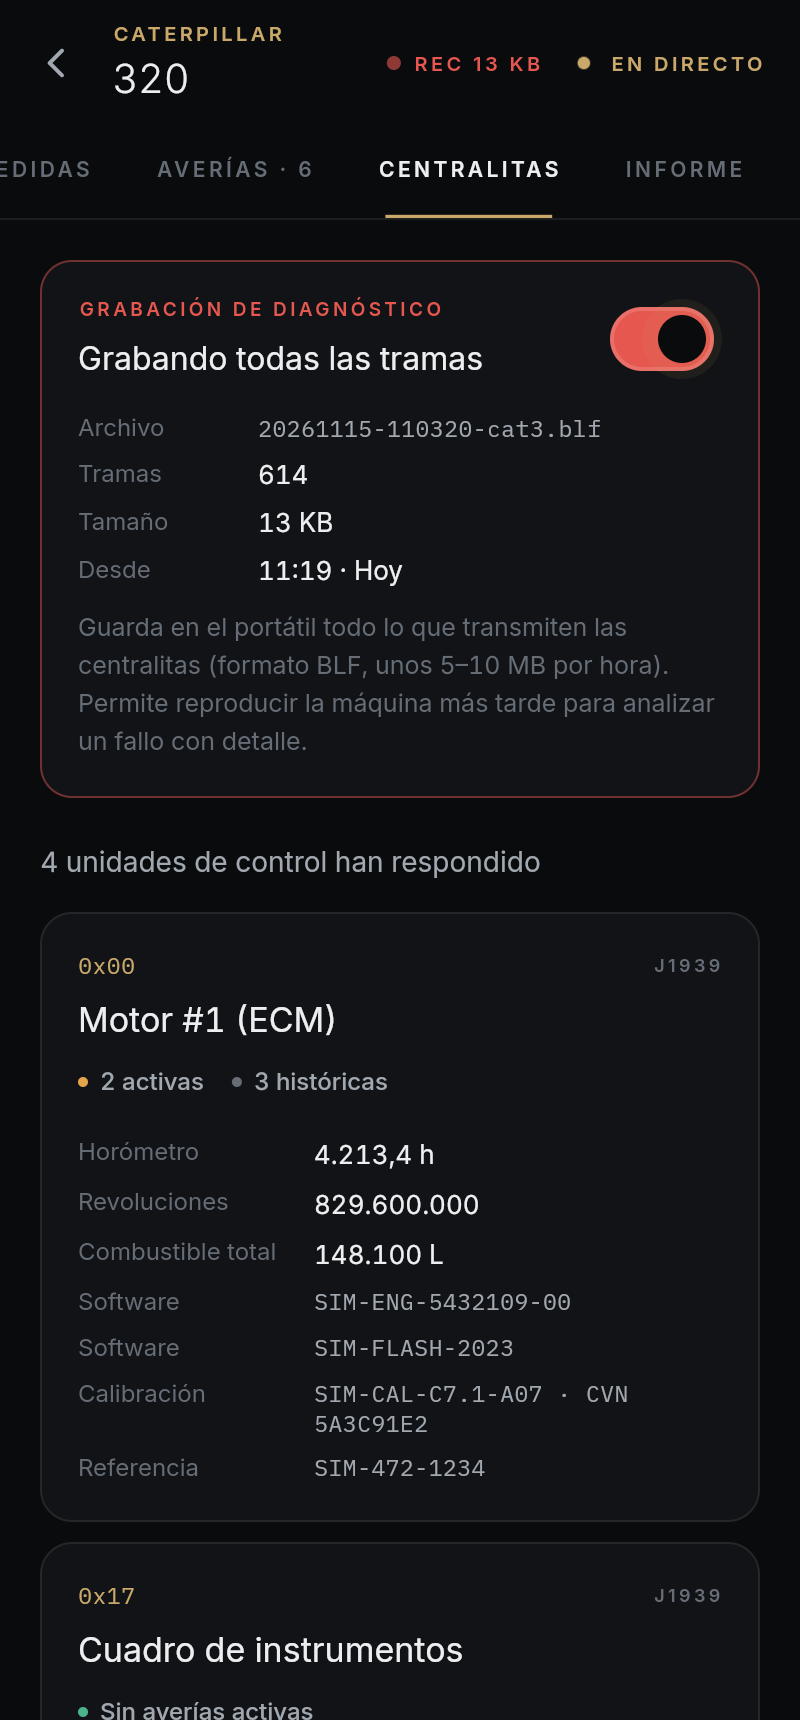 CATERPILLAR
320
REC 13 KB
EN DIRECTO
EDIDAS
AVERÍAS · 6
CENTRALITAS
INFORME
GRABACIÓN DE DIAGNÓSTICO
Grabando todas las tramas
Archivo 20261115-110320-cat3.blf
Tramas 614
Tamaño 13 KB
Desde 11:19 · Hoy
Guarda en el portátil todo lo que transmiten las
centralitas (formato BLF, unos 5–10 MB por hora).
Permite reproducir la máquina más tarde para analizar
un fallo con detalle.
4 unidades de control han respondido
0x00 J1939
Motor #1 (ECM)
2 activas 3 históricas
Horómetro 4.213,4 h
Revoluciones 829.600.000
Combustible total 148.100 L
Software SIM-ENG-5432109-00
Software SIM-FLASH-2023
Calibración SIM-CAL-C7.1-A07 · CVN
5A3C91E2
Referencia SIM-472-1234
0x17 J1939
Cuadro de instrumentos
Sin averías activas